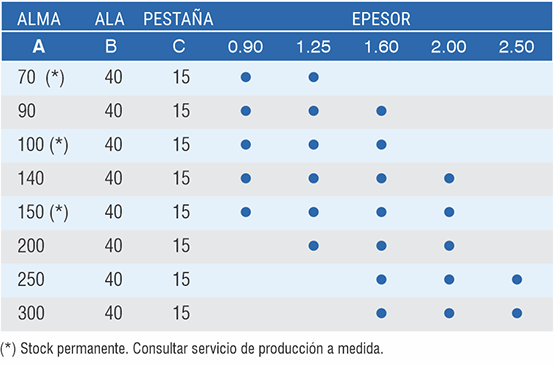 ALMA ALA PESTAÑA EPESOR
A B C 0.90 1.25 1.60 2.00 2.50
70 (*) 40 15 ● ●
90 40 15 ● ● ●
100 (*) 40 15 ● ● ●
140 40 15 ● ● ● ●
150 (*) 40 15 ● ● ● ●
200 40 15 ● ● ●
250 40 15 ● ● ●
300 40 15 ● ● ●
(*) Stock permanente. Consultar servicio de producción a medida.